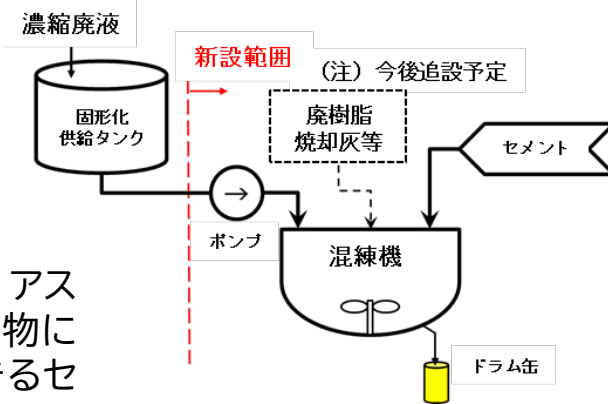 濃縮廃液
新設範囲
(注)今後追設予定
固形化
供給タンク
廃樹脂
焼却灰等
セメント
ポンプ
混練機
アス
物に
るセ
ドラム缶